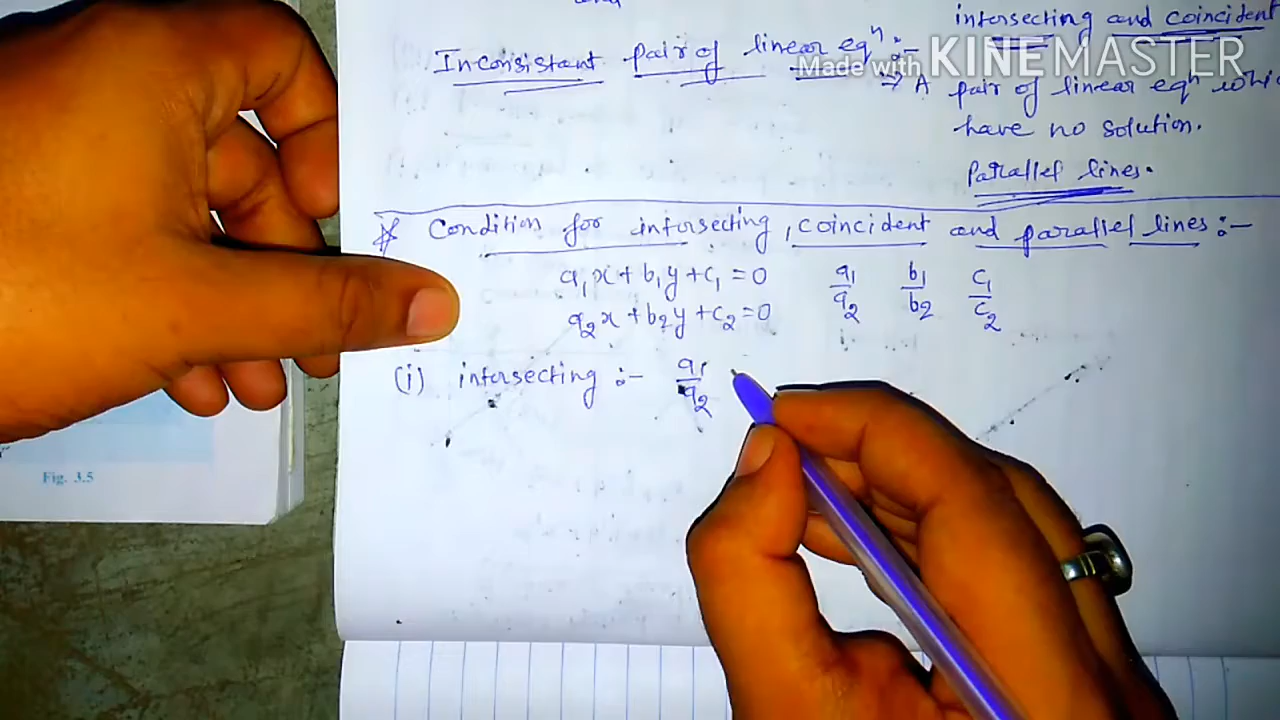 intersecting and coincident
Inconsistant pair of linear eqⁿ :-
Made with KINEMASTER
⇒ A pair of linear eqⁿ whic
have no solution.
Parallel lines.
Condition for intersecting, coincident and parallel lines :-
a₁x + b₁y + c₁ = 0 a₁/a₂ b₁/b₂ c₁/c₂
a₂x + b₂y + c₂ = 0
(i) intersecting :- a₁/a₂
Fig. 3.5